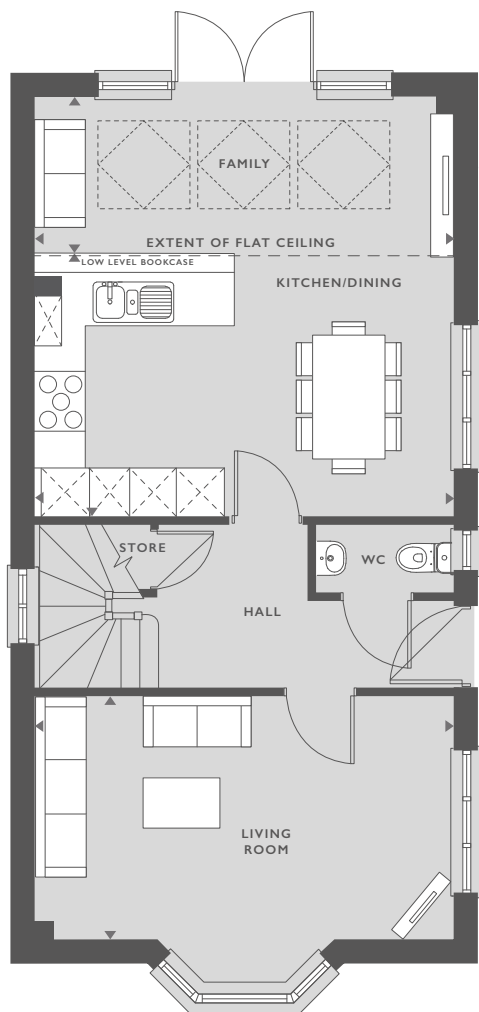 FAMILY
EXTENT OF FLAT CEILING
LOW LEVEL BOOKCASE
KITCHEN/DINING
STORE
WC
HALL
LIVING
ROOM